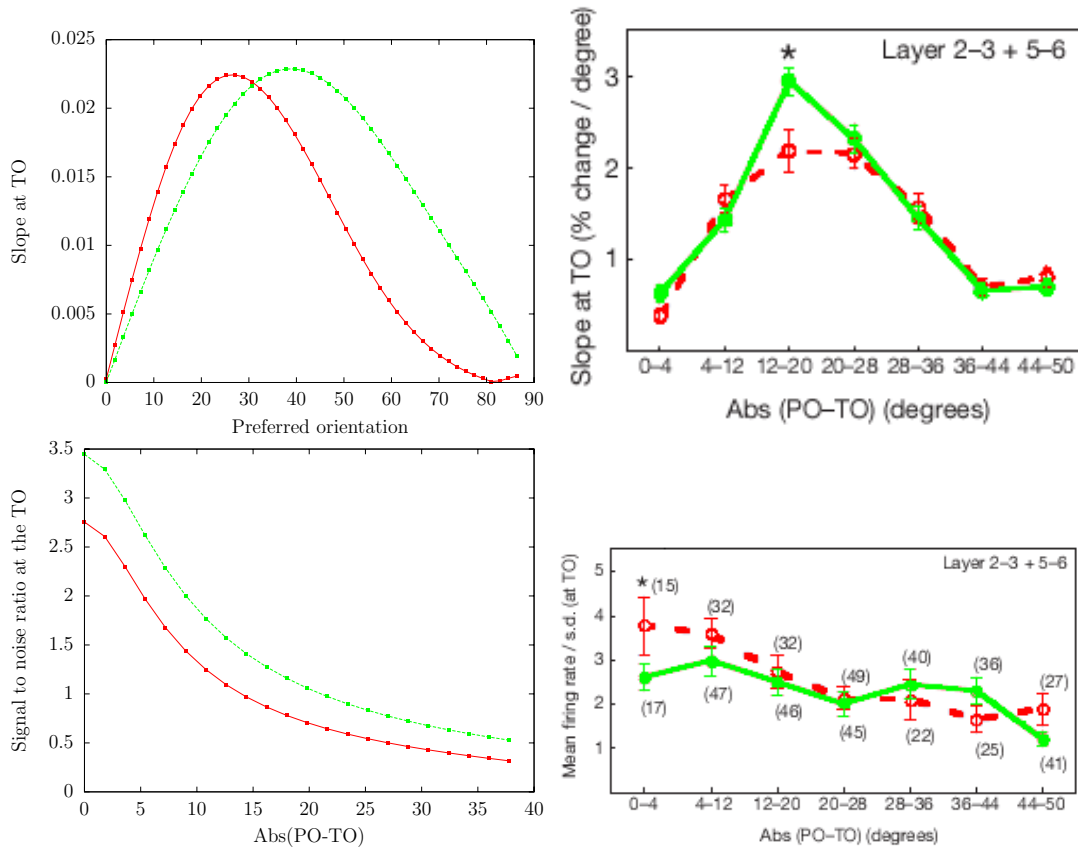 0.025
0.02
0.015
0.01
0.005
0
Slope at TO
0 10 20 30 40 50 60 70 80 90
Preferred orientation
Layer 2–3 + 5–6
*
3
2
1
Slope at TO (% change / degree)
0–4 4–12 12–20 20–28 28–36 36–44 44–50
Abs (PO–TO) (degrees)
3.5
3
2.5
2
1.5
1
0.5
0
Signal to noise ratio at the TO
0 5 10 15 20 25 30 35 40
Abs(PO-TO)
Layer 2–3 + 5–6
5
4
3
2
1
Mean firing rate / s.d. (at TO)
* (15)
(32)
(32)
(49)
(40)
(36)
(27)
(17)
(47)
(46)
(45)
(22)
(25)
(41)
0–4 4–12 12–20 20–28 28–36 36–44 44–50
Abs (PO–TO) (degrees)